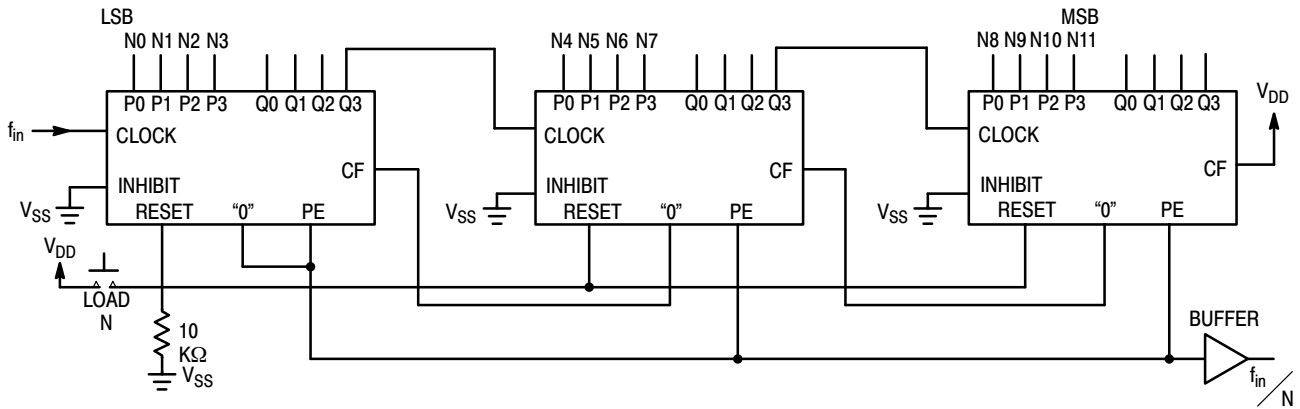 LSB
MSB
N0 N1 N2 N3
N4 N5 N6 N7
N8 N9 N10 N11
P0 P1 P2 P3 Q0 Q1 Q2 Q3
P0 P1 P2 P3 Q0 Q1 Q2 Q3
P0 P1 P2 P3 Q0 Q1 Q2 Q3
VDD
fin
CLOCK
CLOCK
CLOCK
CF
CF
CF
INHIBIT
INHIBIT
INHIBIT
VSS
VSS
VSS
RESET “0” PE
RESET “0” PE
RESET “0” PE
VDD
LOAD
N
10
KΩ
VSS
BUFFER
fin/N